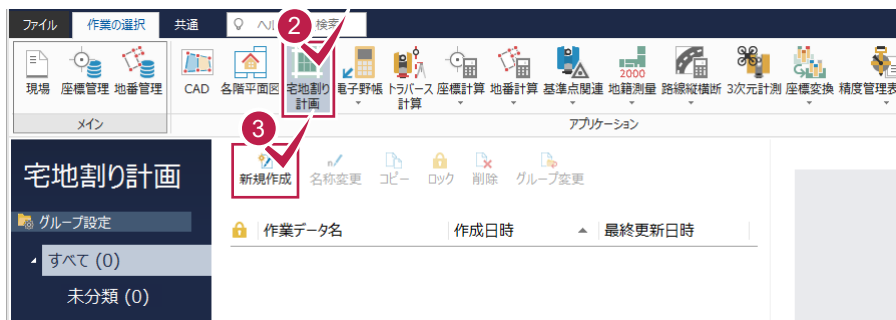 ファイル 作業の選択 共通 検索
2
現場 座標管理 地番管理 CAD 各階平面図 宅地割り計画 電子野帳 トラバース計算 座標計算 地番計算 基準点関連 地籍測量 路線縦横断 3次元計測 座標変換 精度管理表
2000
メイン アプリケーション
3
宅地割り計画
新規作成 名称変更 コピー ロック 削除 グループ変更
グループ設定
作業データ名 作成日時 最終更新日時
すべて (0)
未分類 (0)